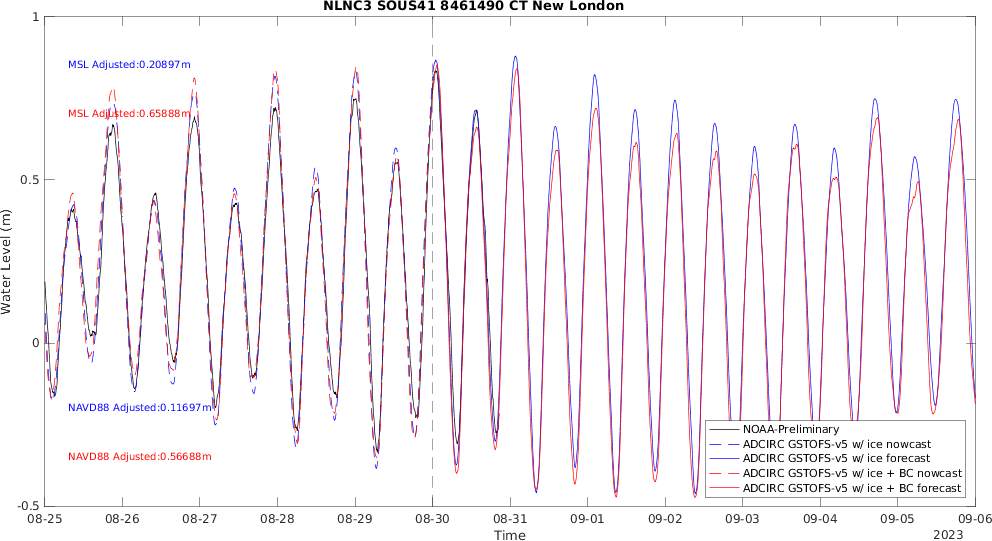 NLNC3 SOUS41 8461490 CT New London
1
MSL Adjusted:0.20897m
MSL Adjusted:0.65888m
0.5
Water Level (m)
0
NAVD88 Adjusted:0.11697m
NAVD88 Adjusted:0.56688m
NOAA-Preliminary
ADCIRC GSTOFS-v5 w/ ice nowcast
ADCIRC GSTOFS-v5 w/ ice forecast
ADCIRC GSTOFS-v5 w/ ice + BC nowcast
ADCIRC GSTOFS-v5 w/ ice + BC forecast
-0.5
08-25 08-26 08-27 08-28 08-29 08-30 08-31 09-01 09-02 09-03 09-04 09-05 09-06
Time
2023